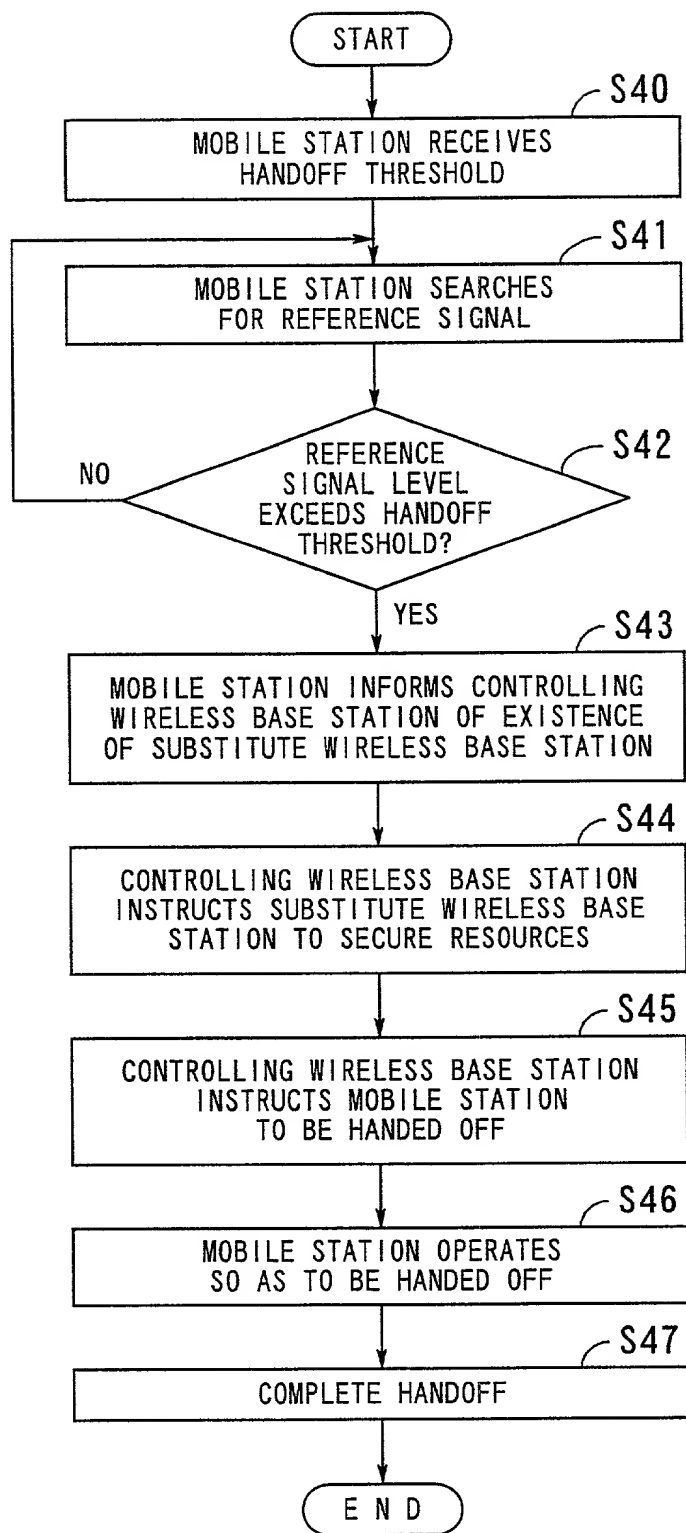 START
S40
MOBILE STATION RECEIVES
HANDOFF THRESHOLD
S41
MOBILE STATION SEARCHES
FOR REFERENCE SIGNAL
S42
REFERENCE
SIGNAL LEVEL
EXCEEDS HANDOFF
THRESHOLD?
NO
YES
S43
MOBILE STATION INFORMS CONTROLLING
WIRELESS BASE STATION OF EXISTENCE
OF SUBSTITUTE WIRELESS BASE STATION
S44
CONTROLLING WIRELESS BASE STATION
INSTRUCTS SUBSTITUTE WIRELESS BASE
STATION TO SECURE RESOURCES
S45
CONTROLLING WIRELESS BASE STATION
INSTRUCTS MOBILE STATION
TO BE HANDED OFF
S46
MOBILE STATION OPERATES
SO AS TO BE HANDED OFF
S47
COMPLETE HANDOFF
E N D